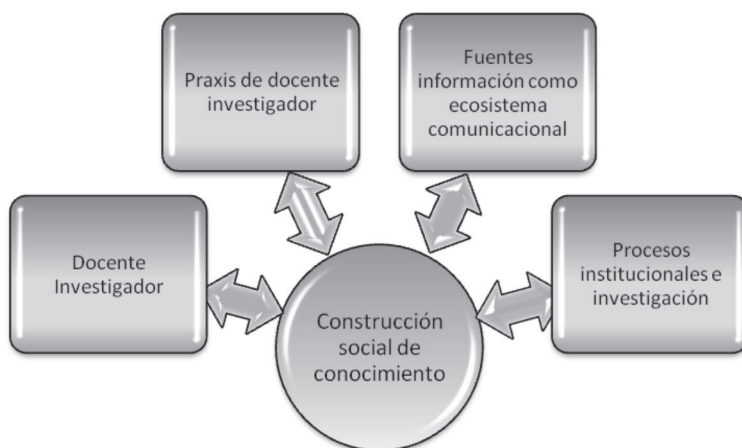 Praxis de docente
investigador
Fuentes
información como
ecosistema
comunicacional
Docente
Investigador
Procesos
institucionales e
investigación
Construcción
social de
conocimiento